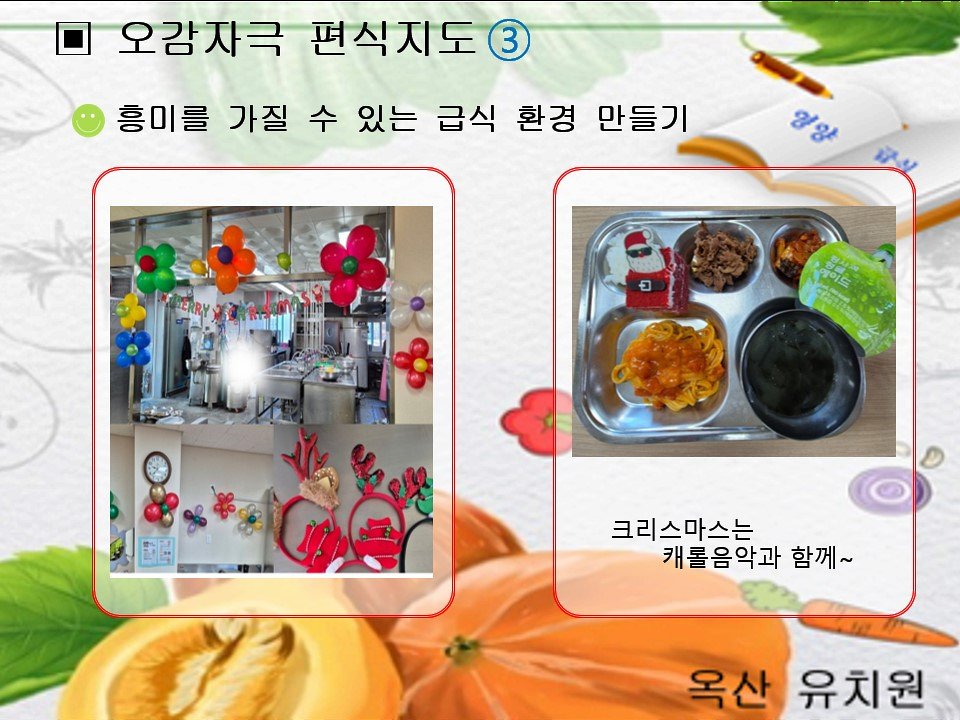 ▣ 오감자극 편식지도 ③
흥미를 가질 수 있는 급식 환경 만들기
영양
급식
MERRY CHRISTMAS
크리스마스는
캐롤음악과 함께~
옥산 유치원